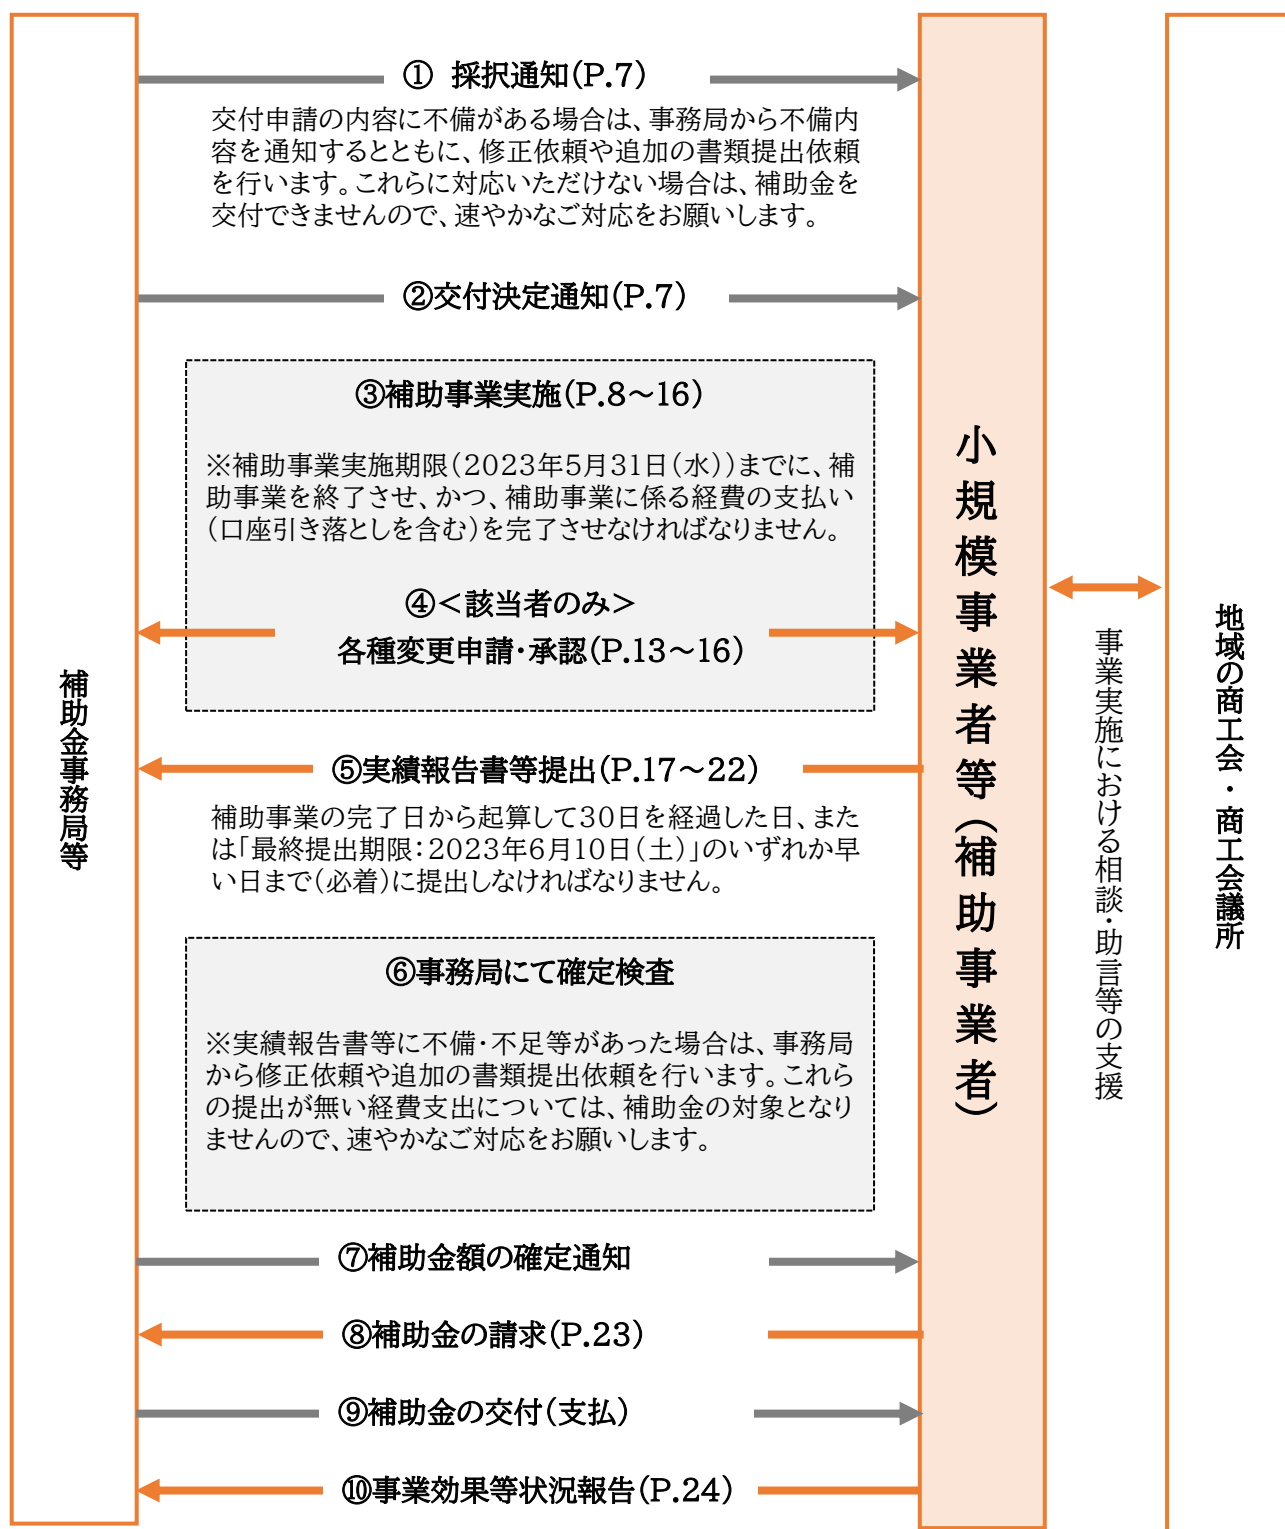 ① 採択通知(P.7)
交付申請の内容に不備がある場合は、事務局から不備内
容を通知するとともに、修正依頼や追加の書類提出依頼
を行います。これらに対応いただけない場合は、補助金を
交付できませんので、速やかなご対応をお願いします。
②交付決定通知(P.7)
③補助事業実施(P.8～16)
※補助事業実施期限(2023年5月31日(水))までに、補
助事業を終了させ、かつ、補助事業に係る経費の支払い
(口座引き落としを含む)を完了させなければなりません。
④<該当者のみ>
各種変更申請・承認(P.13～16)
⑤実績報告書等提出(P.17～22)
補助事業の完了日から起算して30日を経過した日、また
は「最終提出期限:2023年6月10日(土)」のいずれか早
い日まで(必着)に提出しなければなりません。
⑥事務局にて確定検査
※実績報告書等に不備・不足等があった場合は、事務局
から修正依頼や追加の書類提出依頼を行います。これら
の提出が無い経費支出については、補助金の対象となり
ませんので、速やかなご対応をお願いします。
⑦補助金額の確定通知
⑧補助金の請求(P.23)
⑨補助金の交付(支払)
⑩事業効果等状況報告(P.24)
補助金事務局等
小規模事業者等(補助事業者)
事業実施における相談・助言等の支援
地域の商工会・商工会議所